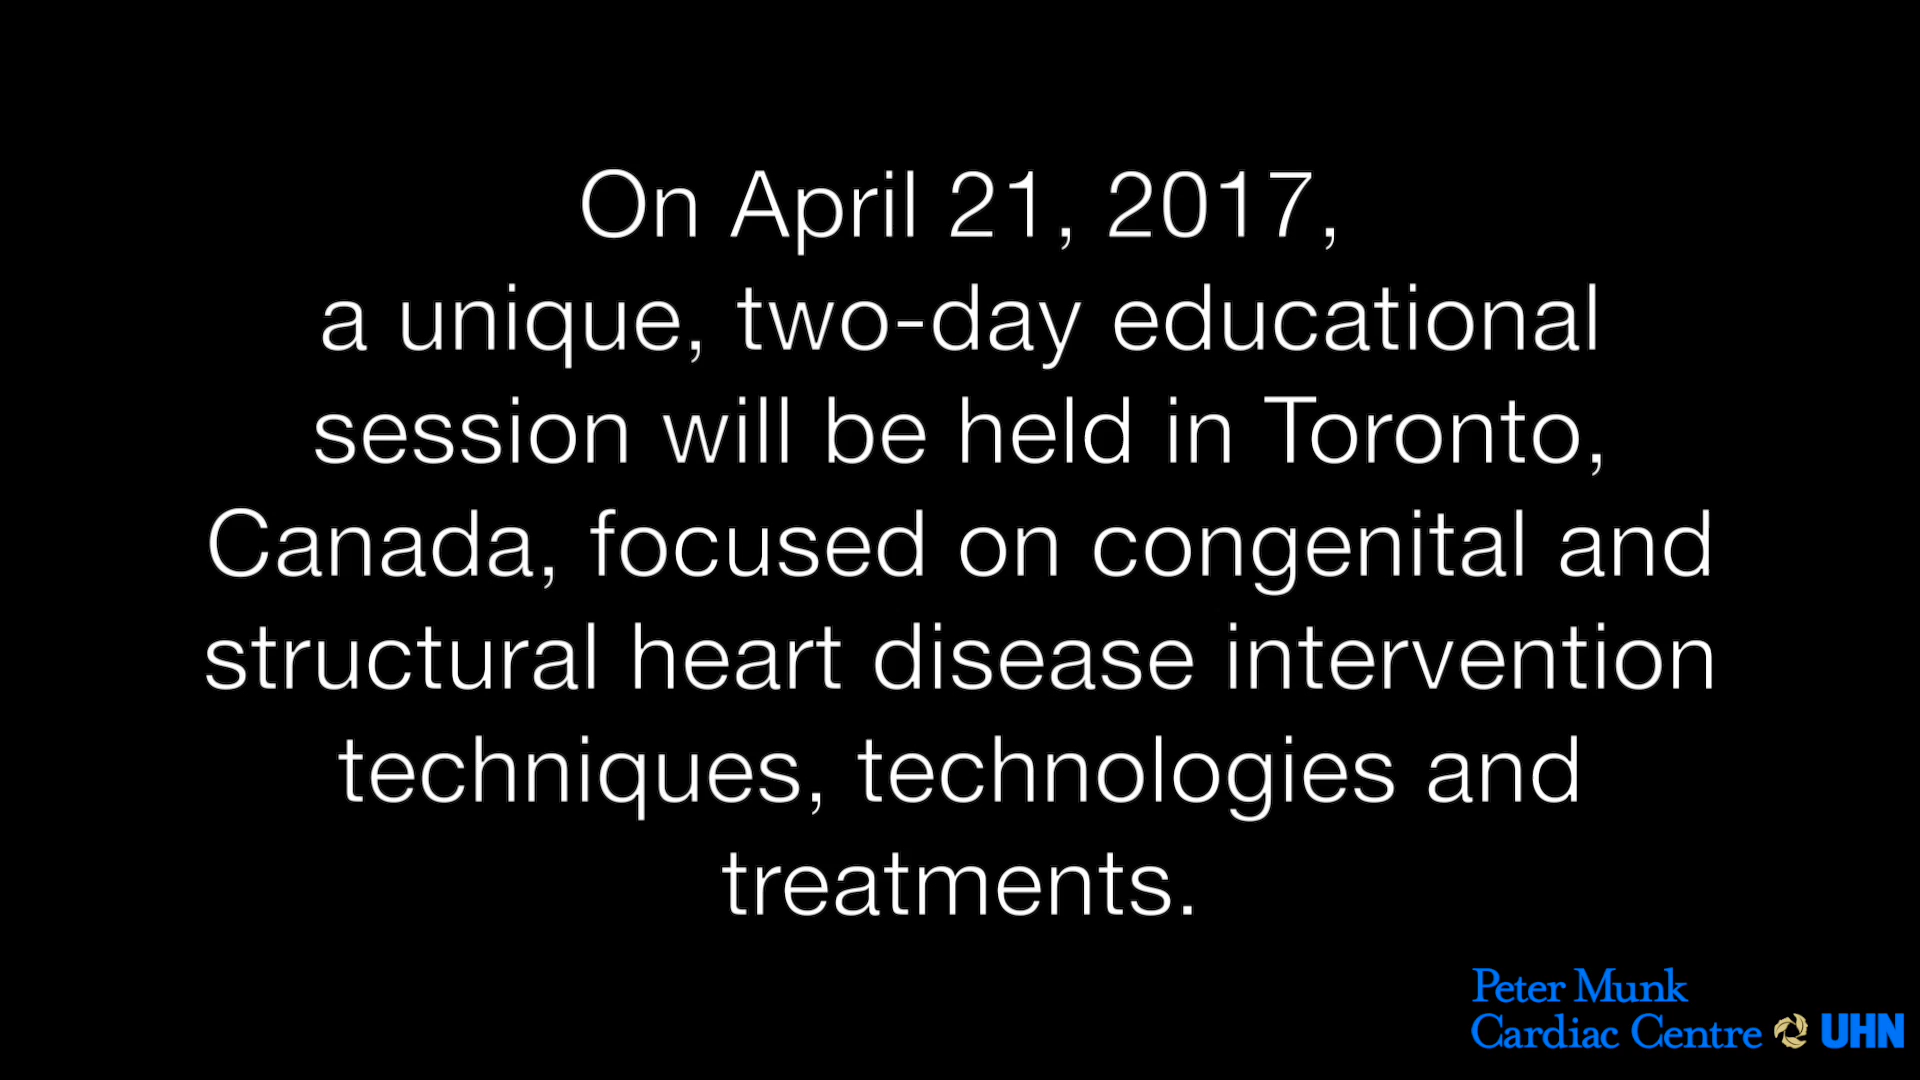 On April 21, 2017,
a unique, two-day educational
session will be held in Toronto,
Canada, focused on congenital and
structural heart disease intervention
techniques, technologies and
treatments.
Peter Munk
Cardiac Centre UHN